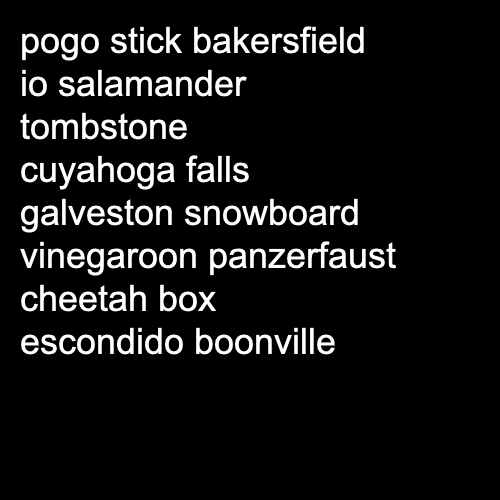 pogo stick bakersfield
io salamander
tombstone
cuyahoga falls
galveston snowboard
vinegaroon panzerfaust
cheetah box
escondido boonville